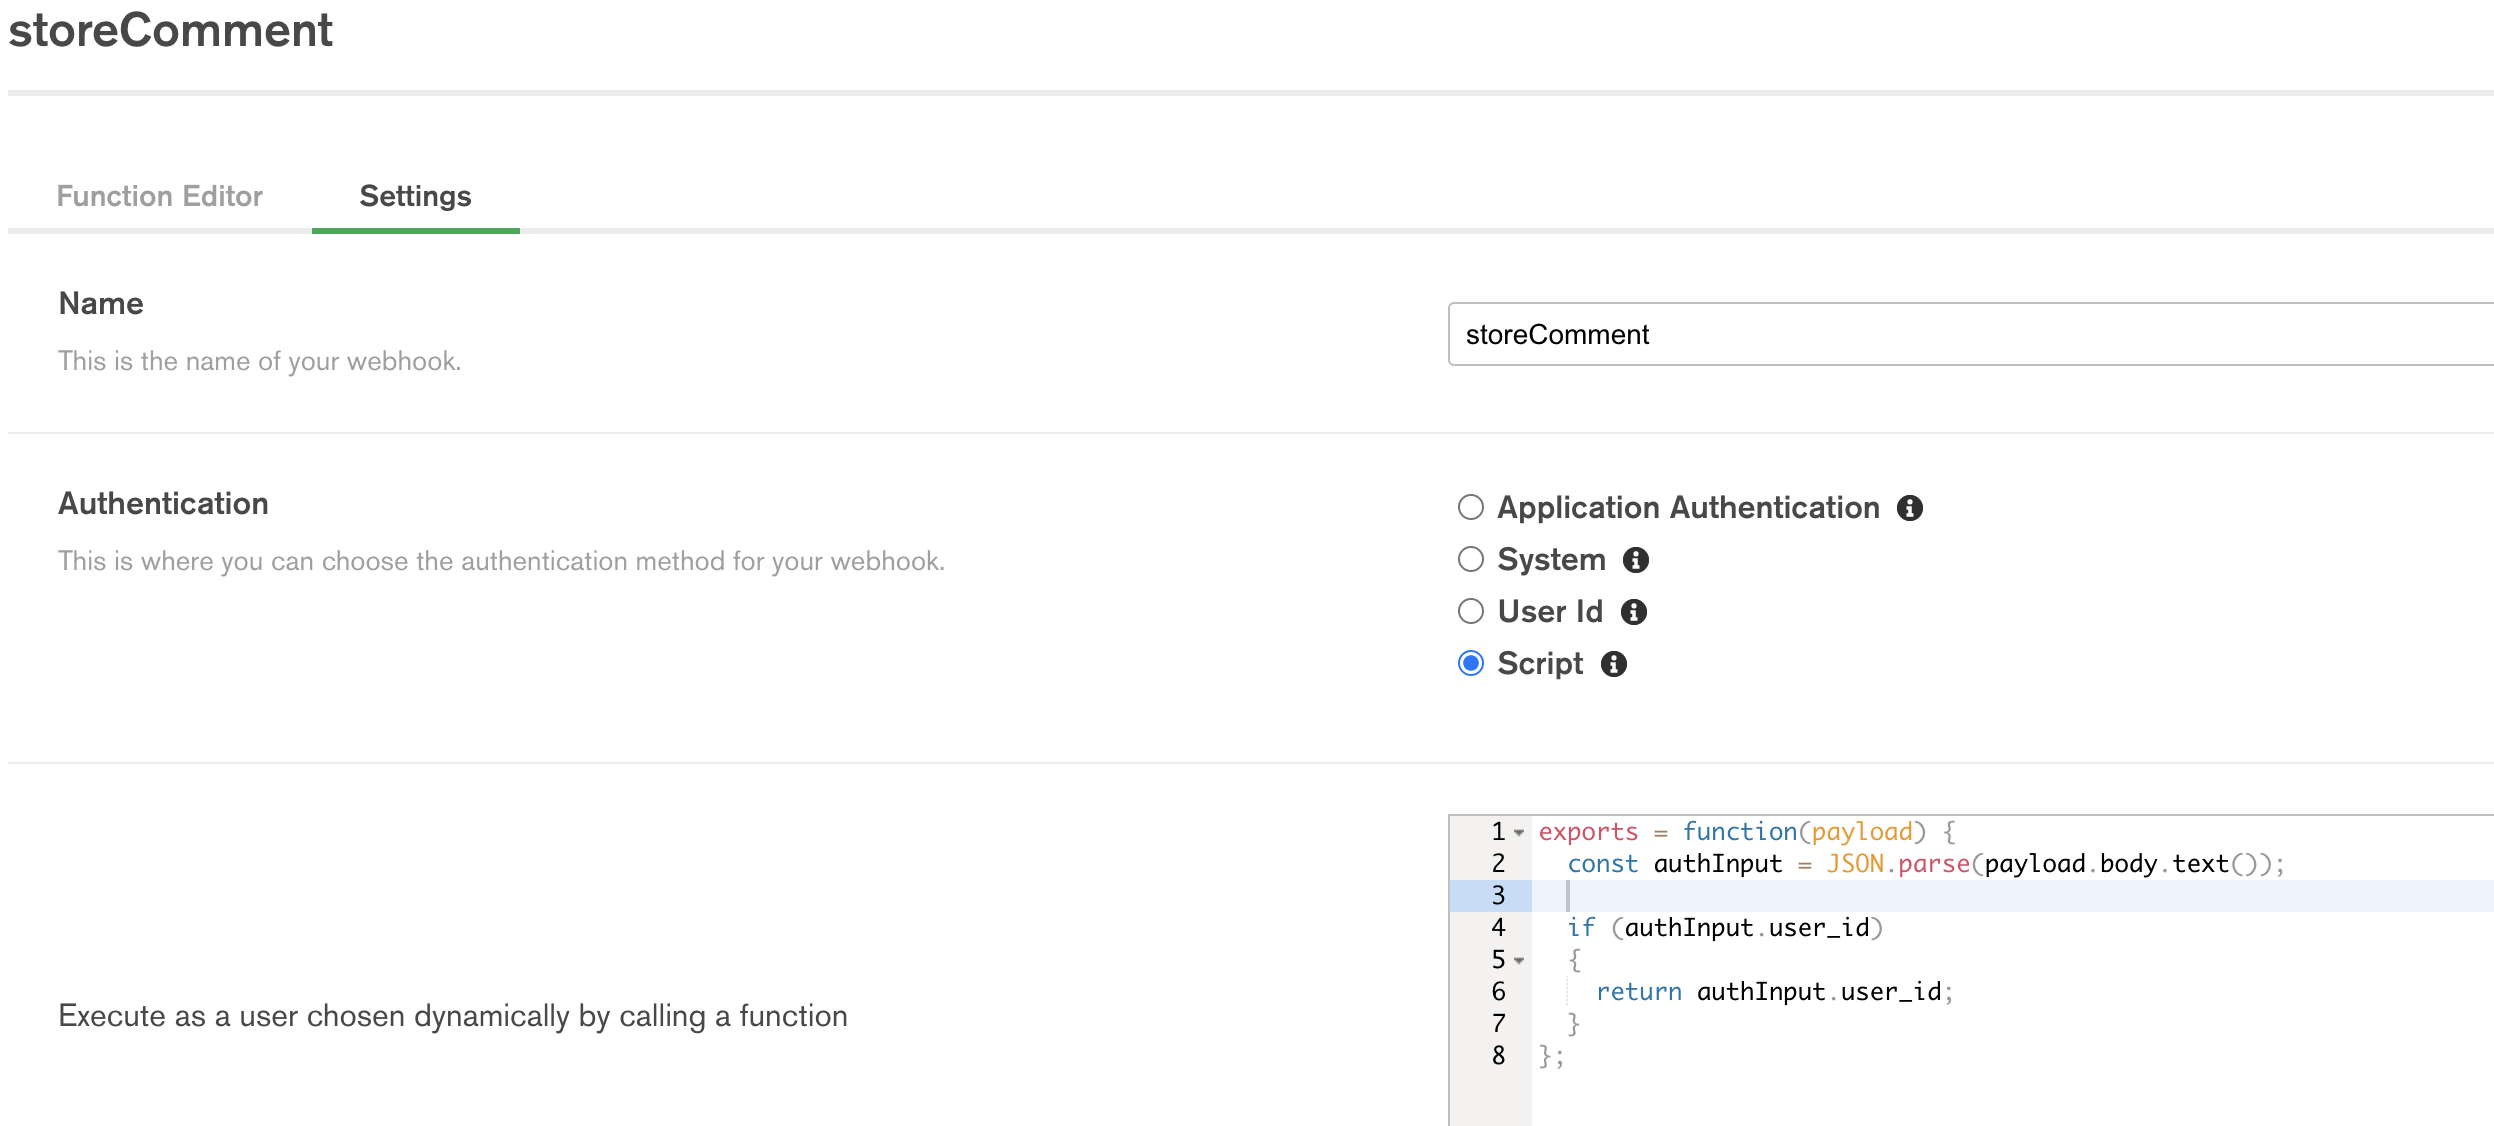 storeComment
Function Editor Settings
Name
This is the name of your webhook.
storeComment
Authentication
This is where you can choose the authentication method for your webhook.
Application Authentication
System
User Id
Script
Execute as a user chosen dynamically by calling a function
1 exports = function(payload) {
2   const authInput = JSON.parse(payload.body.text());
3
4   if (authInput.user_id)
5   {
6     return authInput.user_id;
7   }
8 };